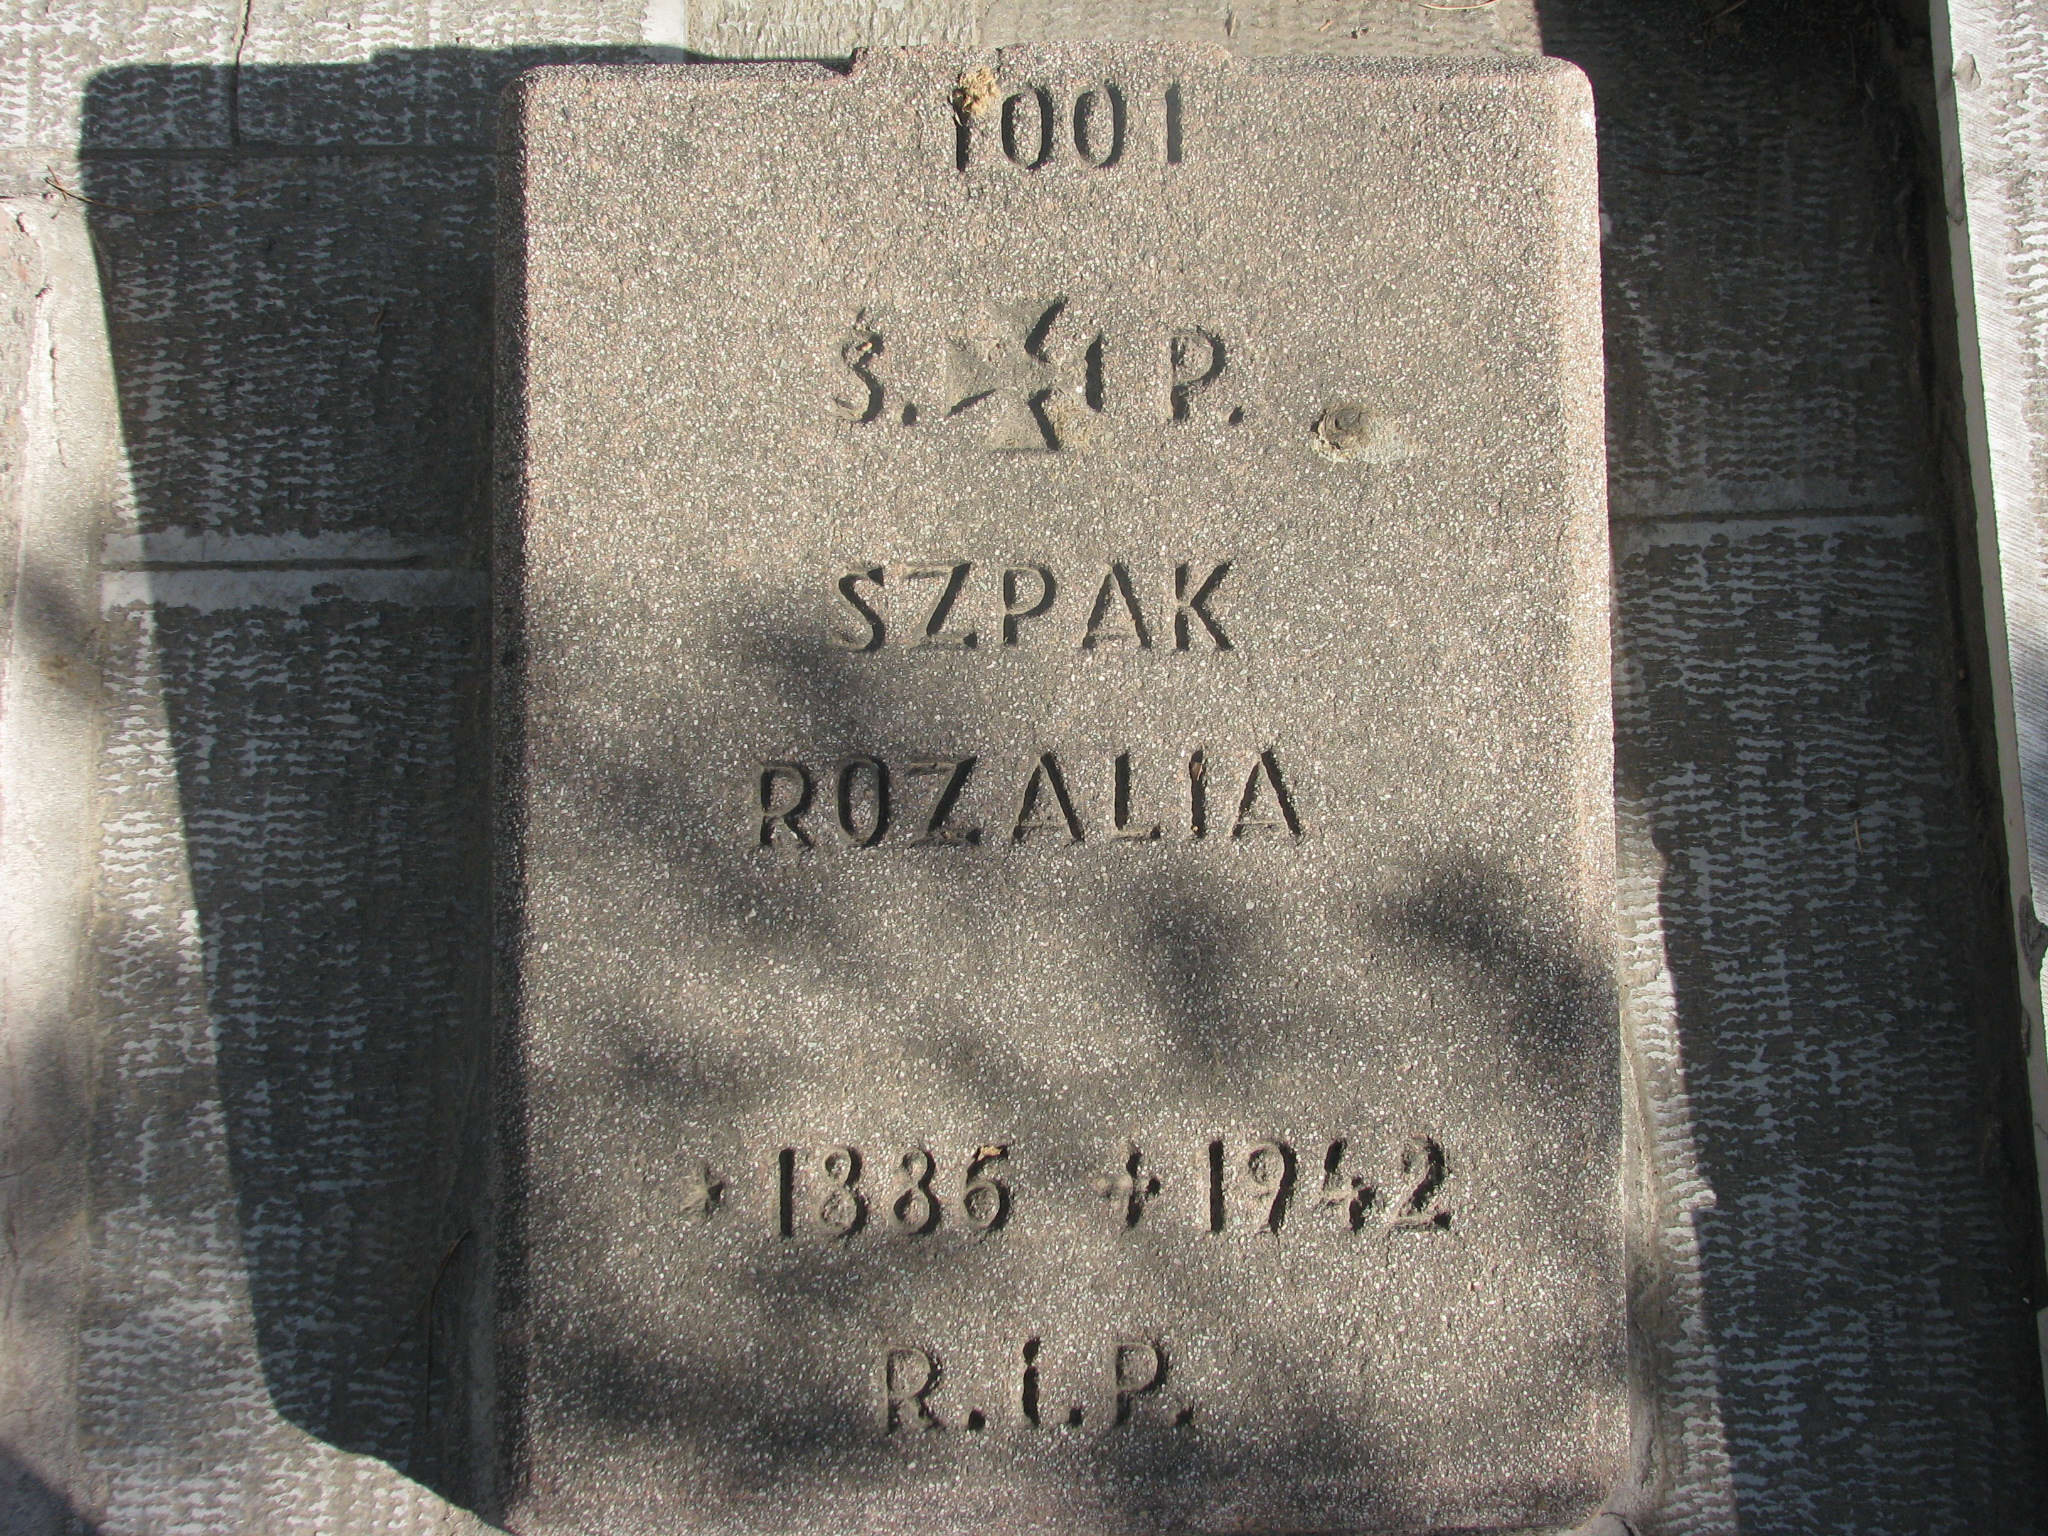 1001
Ś. P.
SZPAK
ROZALIA
* 1886 + 1942
R.i.P.